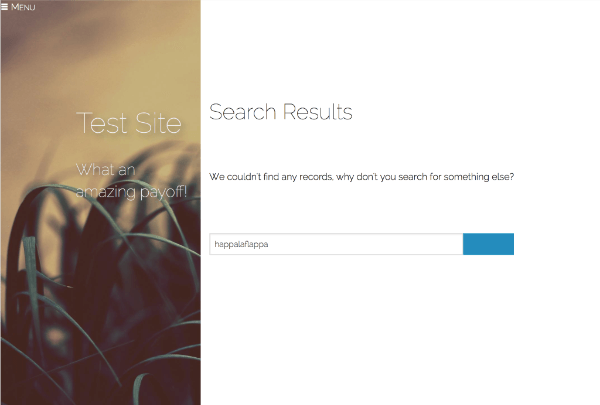 MENU
Test Site
What an
amazing payoff!
Search Results
We couldn't find any records, why don't you search for something else?
happalaflappa